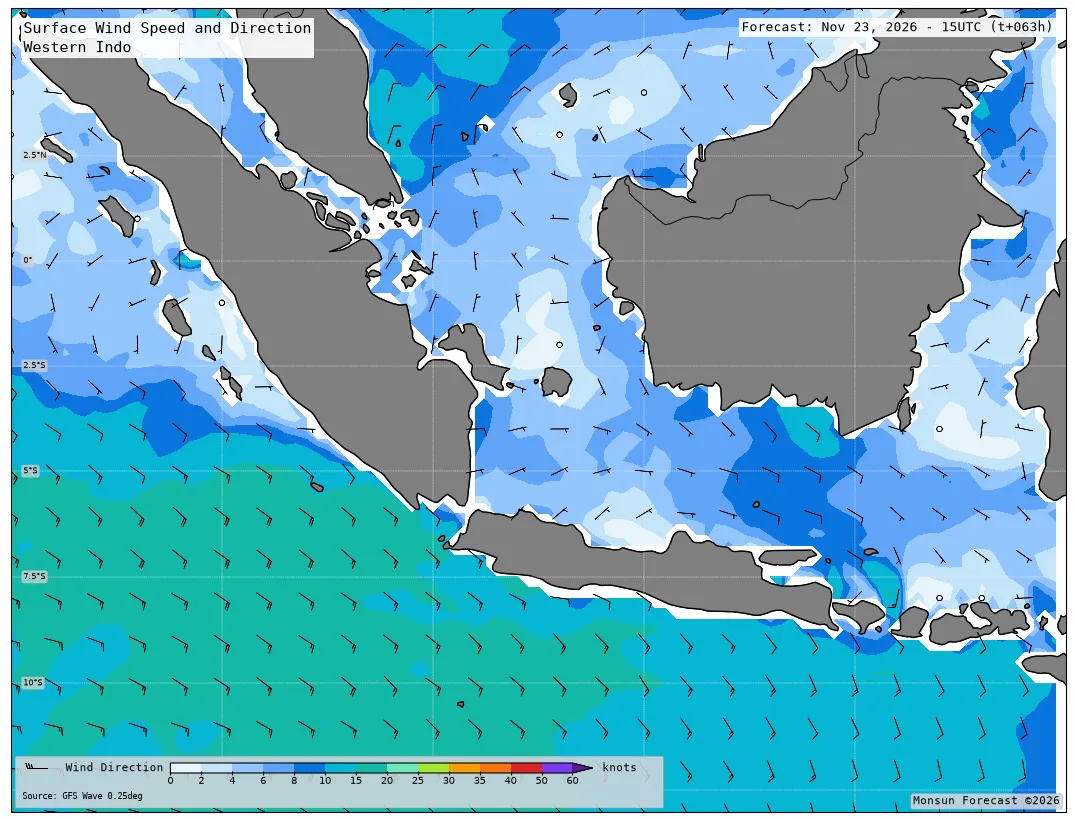 Surface Wind Speed and Direction
Western Indo
Forecast: Nov 23, 2026 - 15UTC (t+063h)
2.5°N
0°
2.5°S
5°S
7.5°S
10°S
Wind Direction
0 2 4 6 8 10 15 20 25 30 35 40 50 60
knots
Source: GFS Wave 0.25deg
Monsun Forecast ©2026